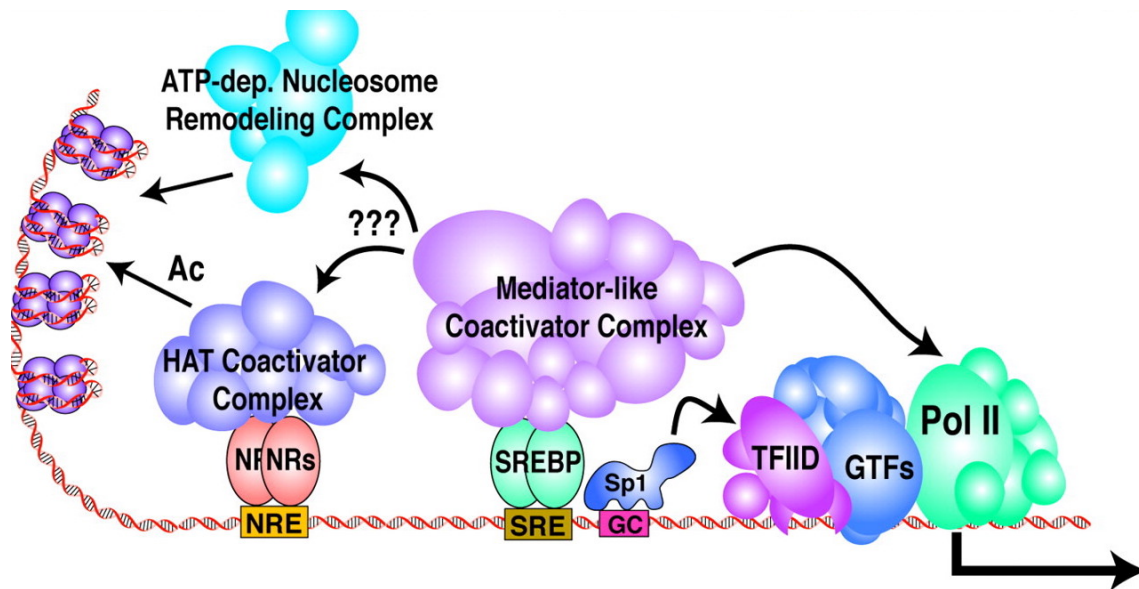 ATP-dep. Nucleosome
Remodeling Complex
???
Ac
Mediator-like
Coactivator Complex
HAT Coactivator
Complex
Pol II
TFIID
GTFs
NRs
SREBP
Sp1
NRE
SRE
GC